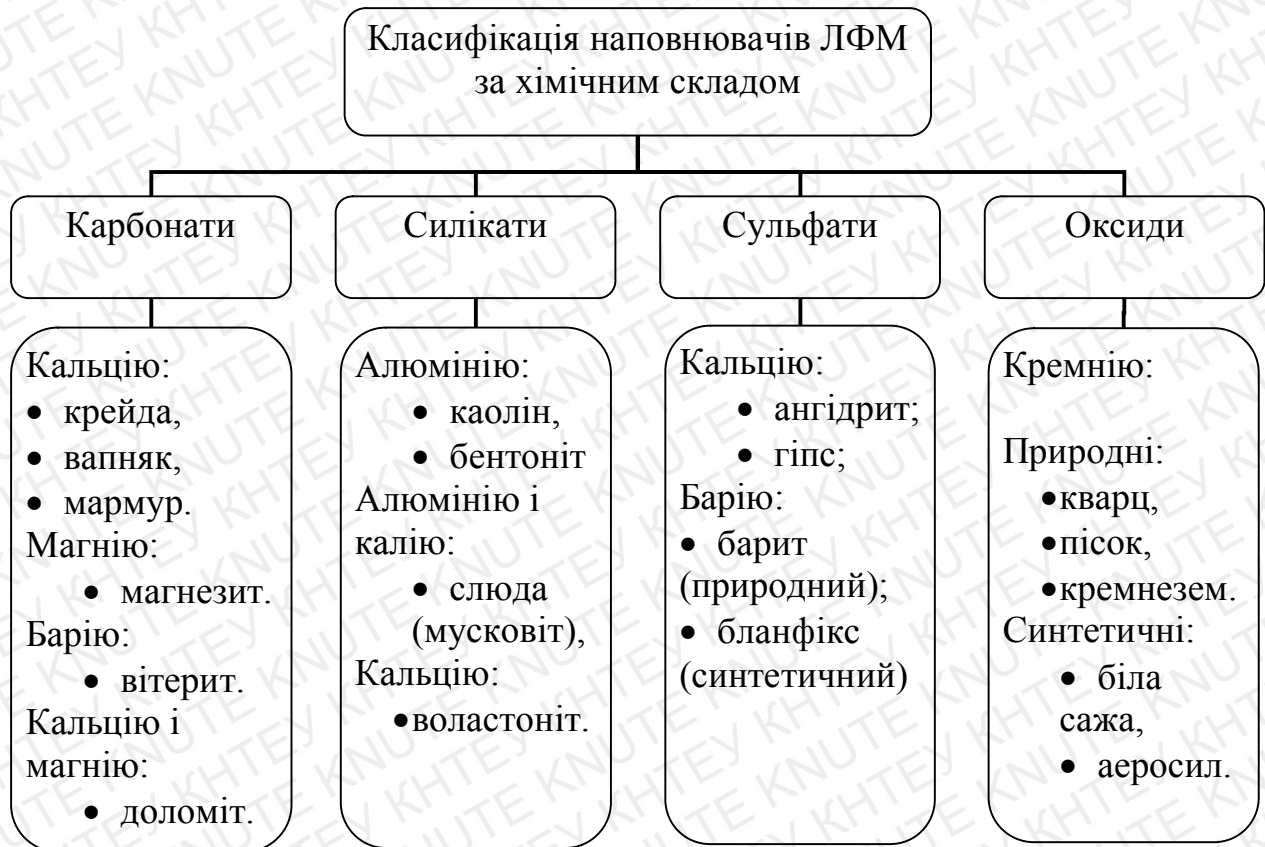 Класифікація наповнювачів ЛФМ
за хімічним складом
Карбонати
Силікати
Сульфати
Оксиди
Кальцію:
• крейда,
• вапняк,
• мармур.
Магнію:
• магнезит.
Барію:
• вітерит.
Кальцію і
магнію:
• доломіт.
Алюмінію:
• каолін,
• бентоніт
Алюмінію і
калію:
• слюда
(мусковіт),
Кальцію:
•воластоніт.
Кальцію:
• ангідрит;
• гіпс;
Барію:
• барит
(природний);
• бланфікс
(синтетичний)
Кремнію:
Природні:
•кварц,
•пісок,
•кремнезем.
Синтетичні:
• біла
сажа,
• аеросил.